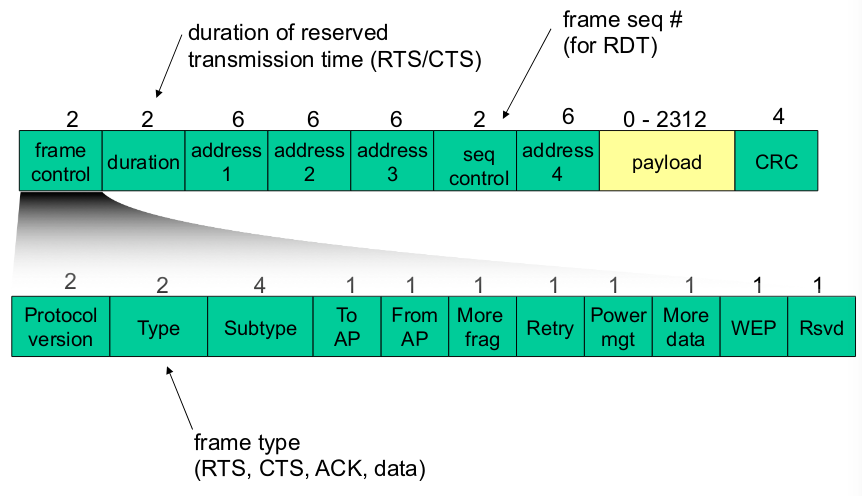 duration of reserved
transmission time (RTS/CTS)
frame seq #
(for RDT)
2 2 6 6 6 2 6 0 - 2312 4
frame
control
duration
address
1
address
2
address
3
seq
control
address
4
payload
CRC
2 2 4 1 1 1 1 1 1 1 1
Protocol
version
Type
Subtype
To
AP
From
AP
More
frag
Retry
Power
mgt
More
data
WEP
Rsvd
frame type
(RTS, CTS, ACK, data)